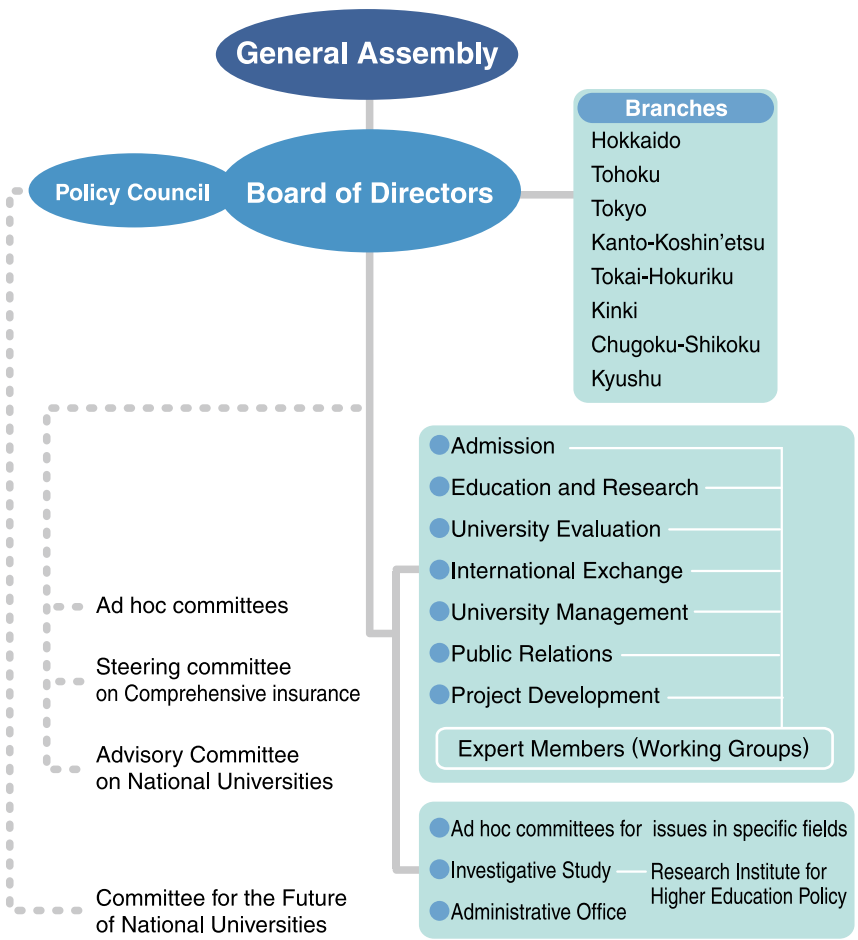 General Assembly
Policy Council
Board of Directors
Branches
Hokkaido
Tohoku
Tokyo
Kanto-Koshin’etsu
Tokai-Hokuriku
Kinki
Chugoku-Shikoku
Kyushu
Ad hoc committees
Steering committee
on Comprehensive insurance
Advisory Committee
on National Universities
Committee for the Future
of National Universities
Admission
Education and Research
University Evaluation
International Exchange
University Management
Public Relations
Project Development
Expert Members (Working Groups)
Ad hoc committees for issues in specific fields
Investigative Study
Research Institute for
Higher Education Policy
Administrative Office